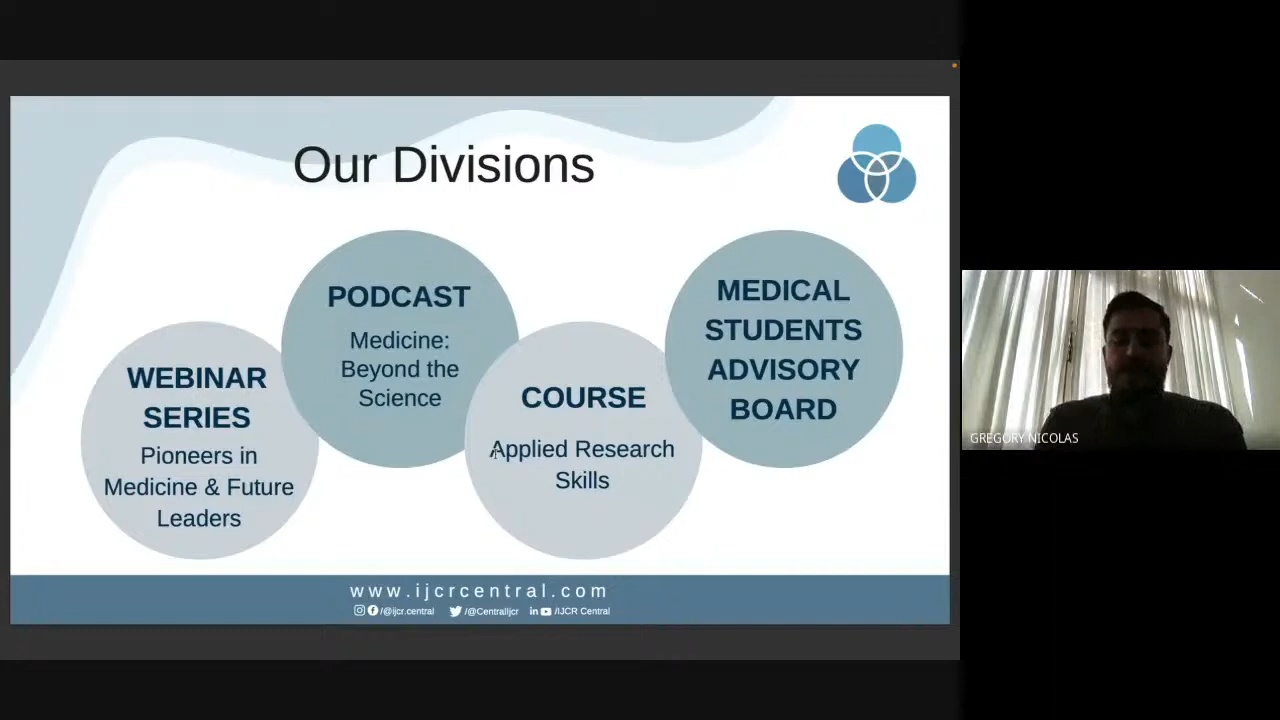 Our Divisions
WEBINAR
SERIES
Pioneers in
Medicine & Future
Leaders
PODCAST
Medicine:
Beyond the
Science
COURSE
Applied Research
Skills
MEDICAL
STUDENTS
ADVISORY
BOARD
www.ijcrcentral.com
/@ijcr.central /@CentralIjcr /IJCR Central
GREGORY NICOLAS